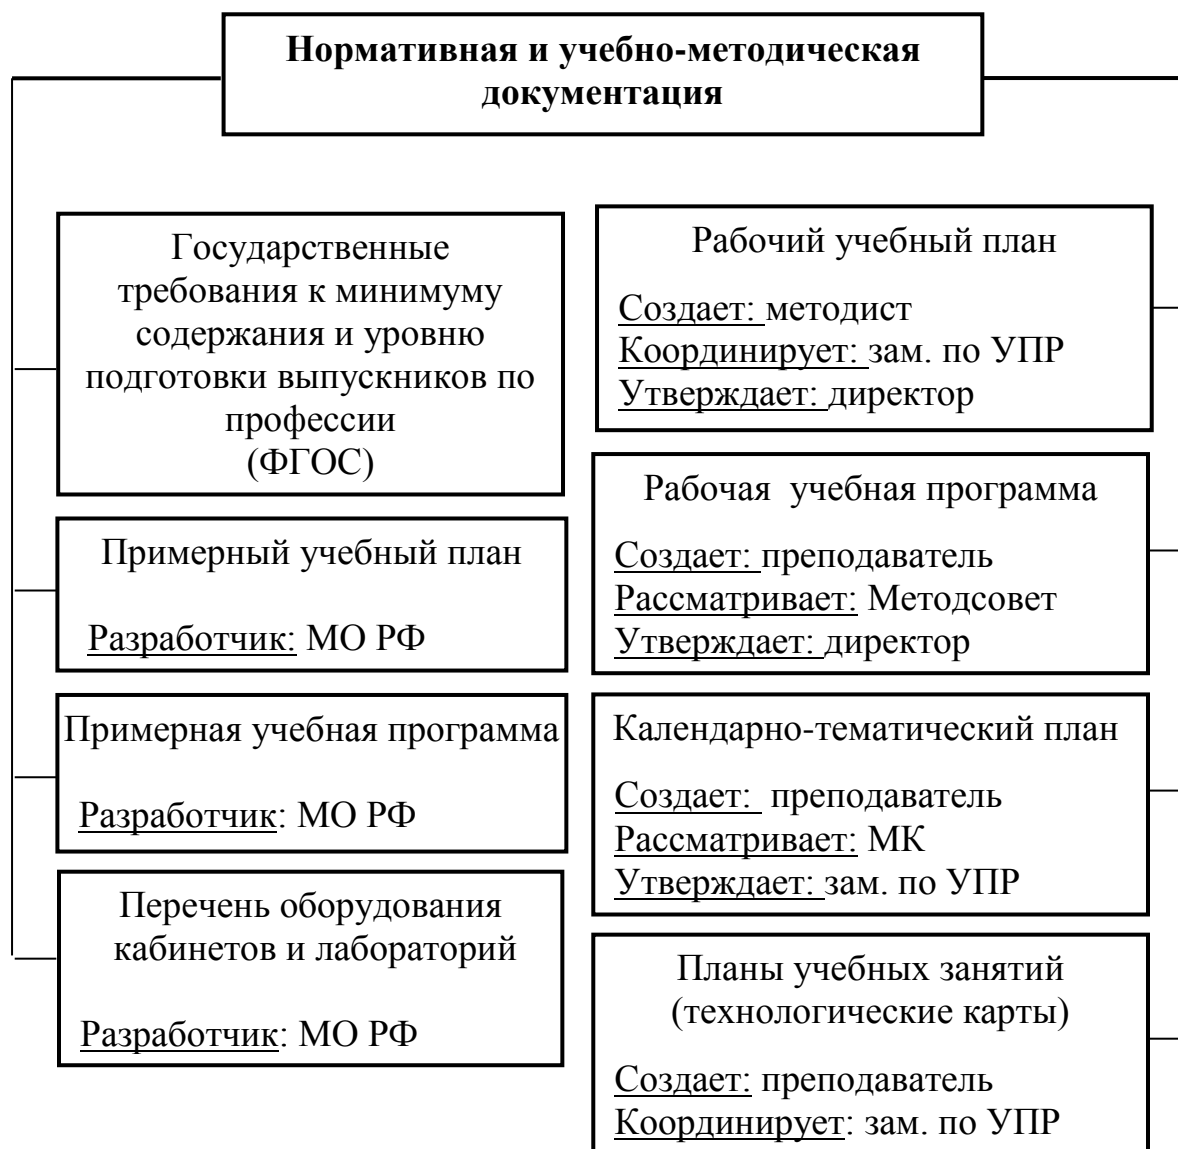 Нормативная и учебно-методическая
документация
Государственные
требования к минимуму
содержания и уровню
подготовки выпускников по
профессии
(ФГОС)
Примерный учебный план
Разработчик: МО РФ
Примерная учебная программа
Разработчик: МО РФ
Перечень оборудования
кабинетов и лабораторий
Разработчик: МО РФ
Рабочий учебный план
Создает: методист
Координирует: зам. по УПР
Утверждает: директор
Рабочая учебная программа
Создает: преподаватель
Рассматривает: Методсовет
Утверждает: директор
Календарно-тематический план
Создает: преподаватель
Рассматривает: МК
Утверждает: зам. по УПР
Планы учебных занятий
(технологические карты)
Создает: преподаватель
Координирует: зам. по УПР